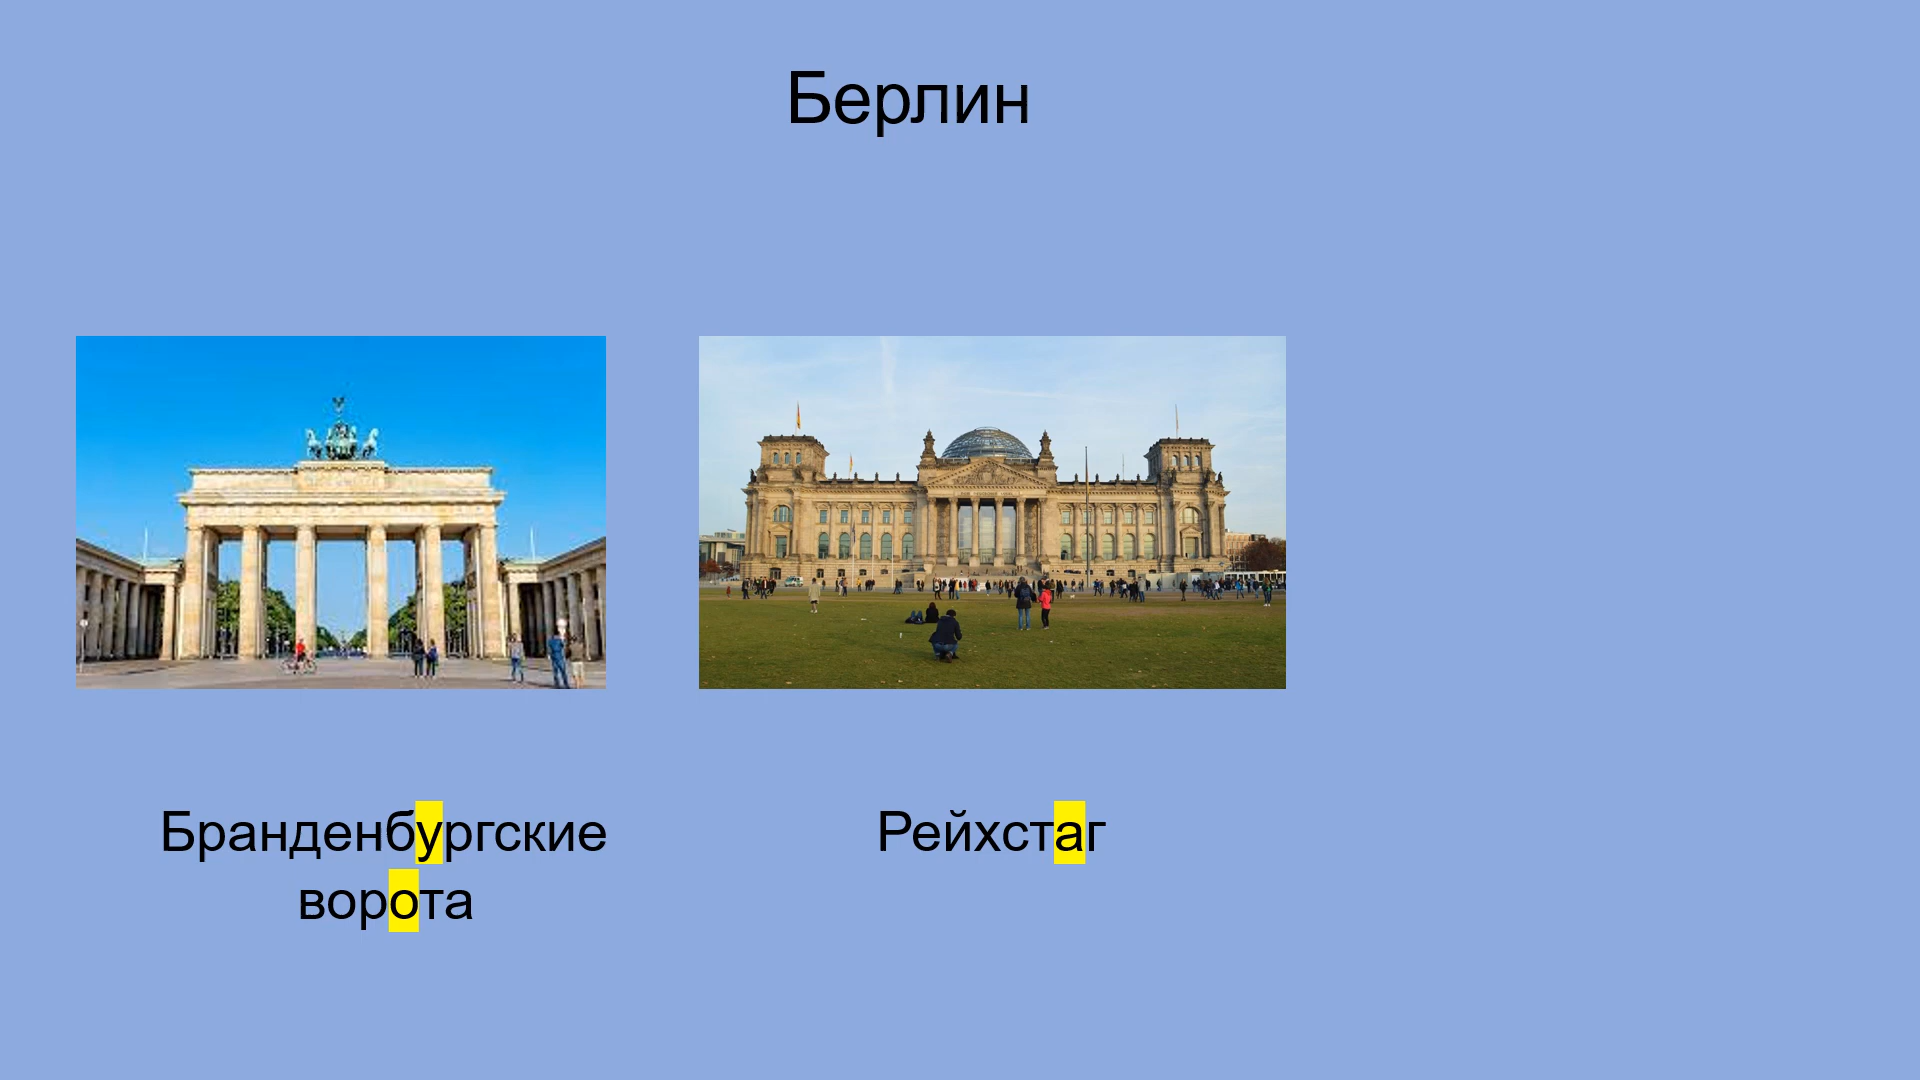 Берлин
Бранденбургские
ворота
Рейхстаг